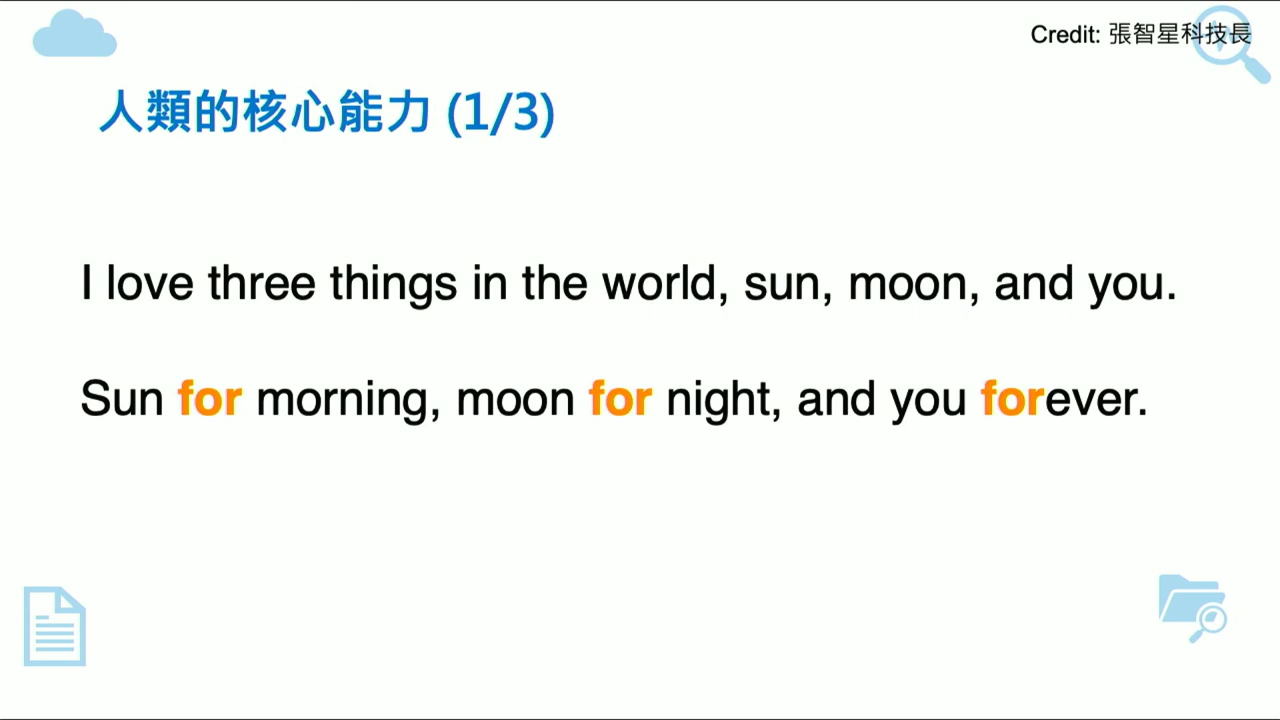 Credit: 張智星科技長
人類的核心能力 (1/3)
I love three things in the world, sun, moon, and you.
Sun for morning, moon for night, and you forever.